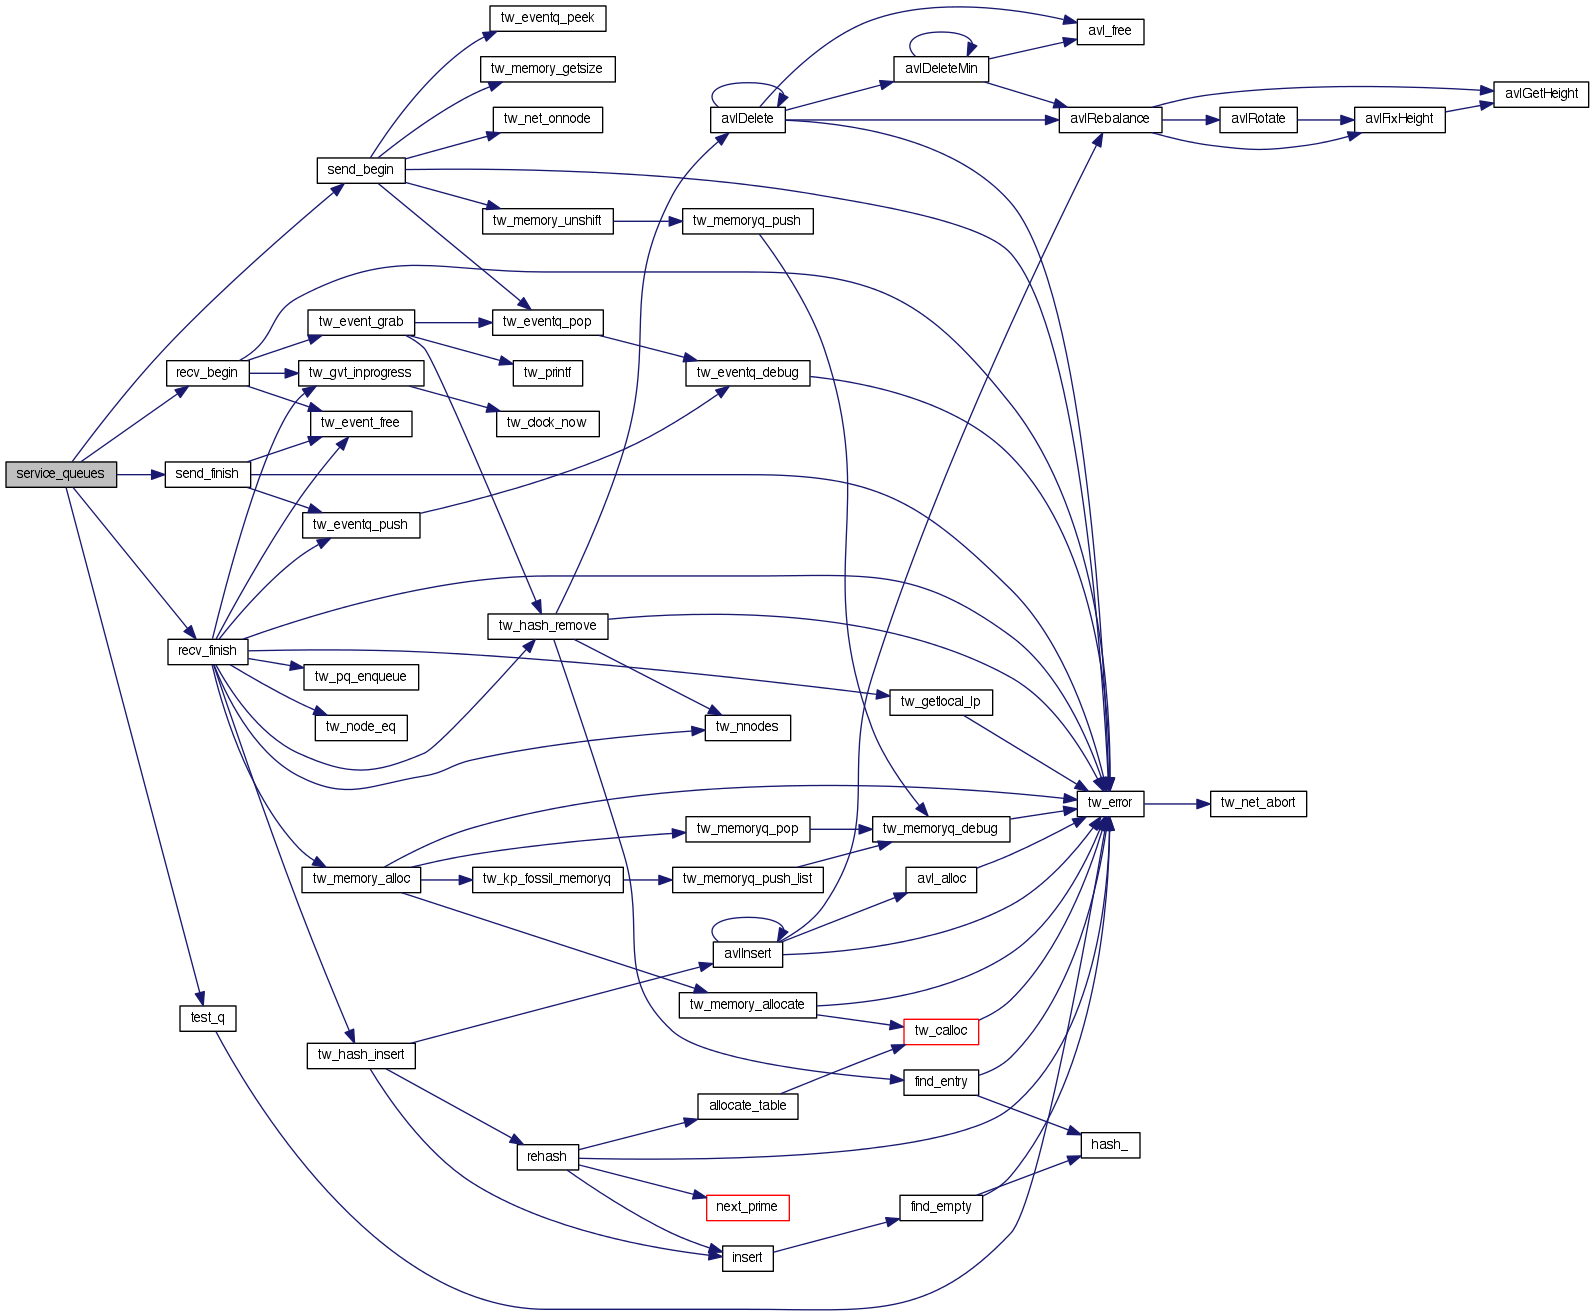 service_queues
send_begin
recv_begin
send_finish
recv_finish
test_q
tw_eventq_peek
tw_memory_getsize
tw_net_onnode
tw_memory_unshift
tw_event_grab
tw_eventq_pop
tw_gvt_inprogress
tw_printf
tw_event_free
tw_clock_now
tw_eventq_push
tw_hash_remove
tw_pq_enqueue
tw_node_eq
tw_memory_alloc
tw_kp_fossil_memoryq
tw_hash_insert
rehash
avlDelete
tw_memoryq_push
tw_eventq_debug
tw_nnodes
tw_memoryq_pop
tw_memoryq_push_list
avlInsert
tw_memory_allocate
allocate_table
next_prime
insert
avlDeleteMin
tw_getlocal_lp
tw_memoryq_debug
avl_alloc
tw_calloc
find_entry
find_empty
avl_free
avlRebalance
tw_error
hash_
avlRotate
tw_net_abort
avlFixHeight
avlGetHeight